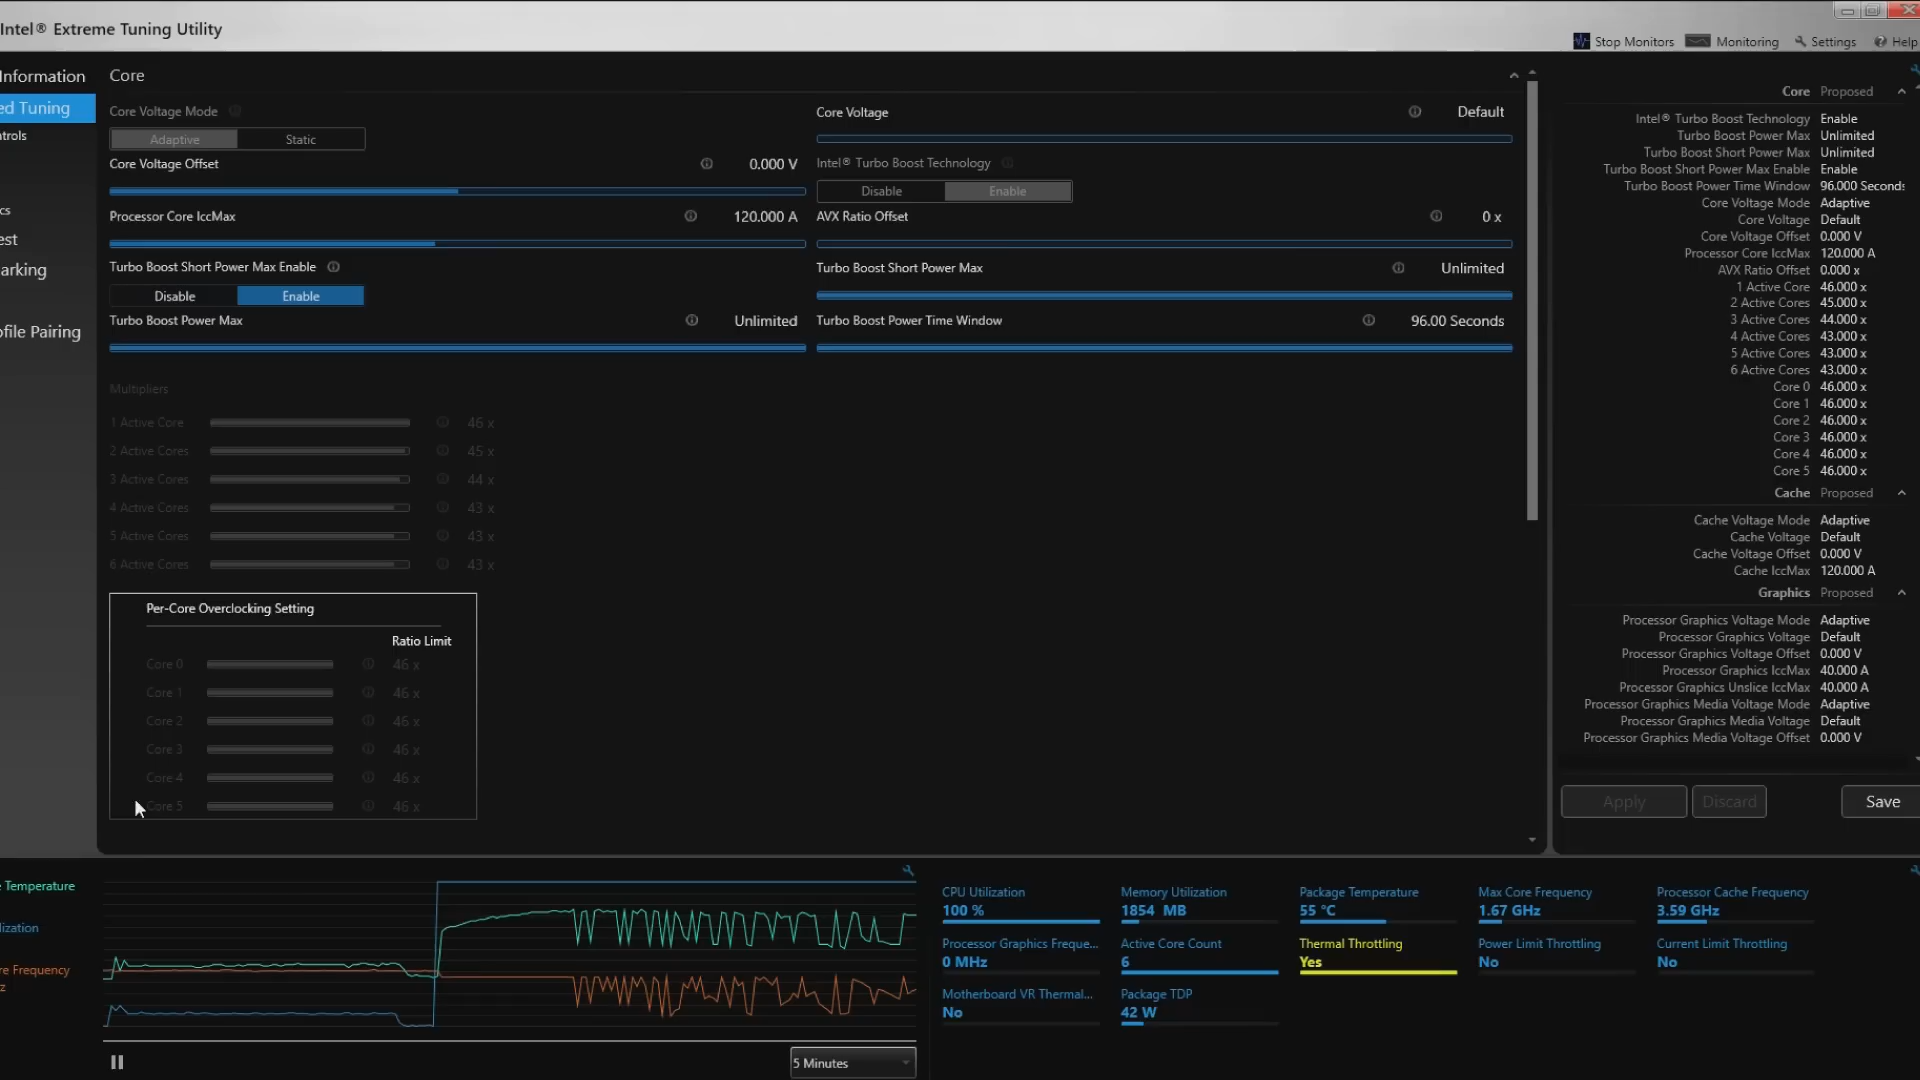 Intel® Extreme Tuning Utility
Stop Monitors
Monitoring
Settings
Help
Information
ed Tuning
ntrols
cs
est
arking
ofile Pairing
Core
Core Voltage Mode
Adaptive
Static
Core Voltage Offset
0.000 V
Processor Core IccMax
120.000 A
Turbo Boost Short Power Max Enable
Disable
Enable
Turbo Boost Power Max
Unlimited
Core Voltage
Default
Intel® Turbo Boost Technology
Disable
Enable
AVX Ratio Offset
0 x
Turbo Boost Short Power Max
Unlimited
Turbo Boost Power Time Window
96.00 Seconds
Multipliers
1 Active Core 46 x
2 Active Cores 45 x
3 Active Cores 44 x
4 Active Cores 43 x
5 Active Cores 43 x
6 Active Cores 43 x
Per-Core Overclocking Setting
Ratio Limit
Core 0 46 x
Core 1 46 x
Core 2 46 x
Core 3 46 x
Core 4 46 x
Core 5 46 x
Core Proposed
Intel® Turbo Boost Technology Enable
Turbo Boost Power Max Unlimited
Turbo Boost Short Power Max Unlimited
Turbo Boost Short Power Max Enable Enable
Turbo Boost Power Time Window 96.000 Seconds
Core Voltage Mode Adaptive
Core Voltage Default
Core Voltage Offset 0.000 V
Processor Core IccMax 120.000 A
AVX Ratio Offset 0.000 x
1 Active Core 46.000 x
2 Active Cores 45.000 x
3 Active Cores 44.000 x
4 Active Cores 43.000 x
5 Active Cores 43.000 x
6 Active Cores 43.000 x
Core 0 46.000 x
Core 1 46.000 x
Core 2 46.000 x
Core 3 46.000 x
Core 4 46.000 x
Core 5 46.000 x
Cache Proposed
Cache Voltage Mode Adaptive
Cache Voltage Default
Cache Voltage Offset 0.000 V
Cache IccMax 120.000 A
Graphics Proposed
Processor Graphics Voltage Mode Adaptive
Processor Graphics Voltage Default
Processor Graphics Voltage Offset 0.000 V
Processor Graphics IccMax 40.000 A
Processor Graphics Unslice IccMax 40.000 A
Processor Graphics Media Voltage Mode Adaptive
Processor Graphics Media Voltage Default
Processor Graphics Media Voltage Offset 0.000 V
Apply
Discard
Save
e Temperature
lization
re Frequency
z
5 Minutes
CPU Utilization
100 %
Memory Utilization
1854 MB
Package Temperature
55 °C
Max Core Frequency
1.67 GHz
Processor Cache Frequency
3.59 GHz
Processor Graphics Freque...
0 MHz
Active Core Count
6
Thermal Throttling
Yes
Power Limit Throttling
No
Current Limit Throttling
No
Motherboard VR Thermal...
No
Package TDP
42 W